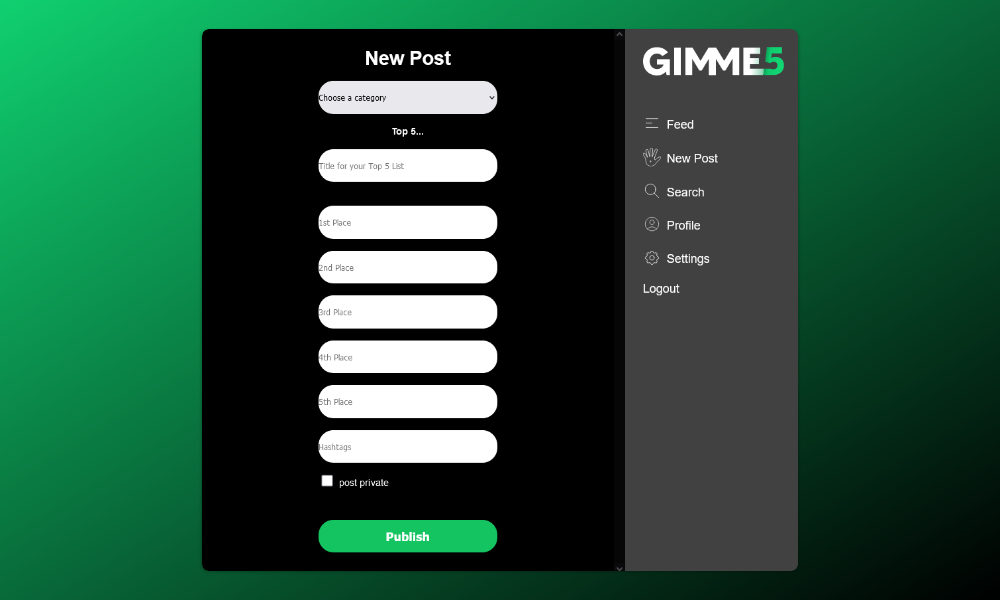 New Post
Choose a category
Top 5...
Title for your Top 5 List
1st Place
2nd Place
3rd Place
4th Place
5th Place
Hashtags
post private
Publish
GIMME5
Feed
New Post
Search
Profile
Settings
Logout